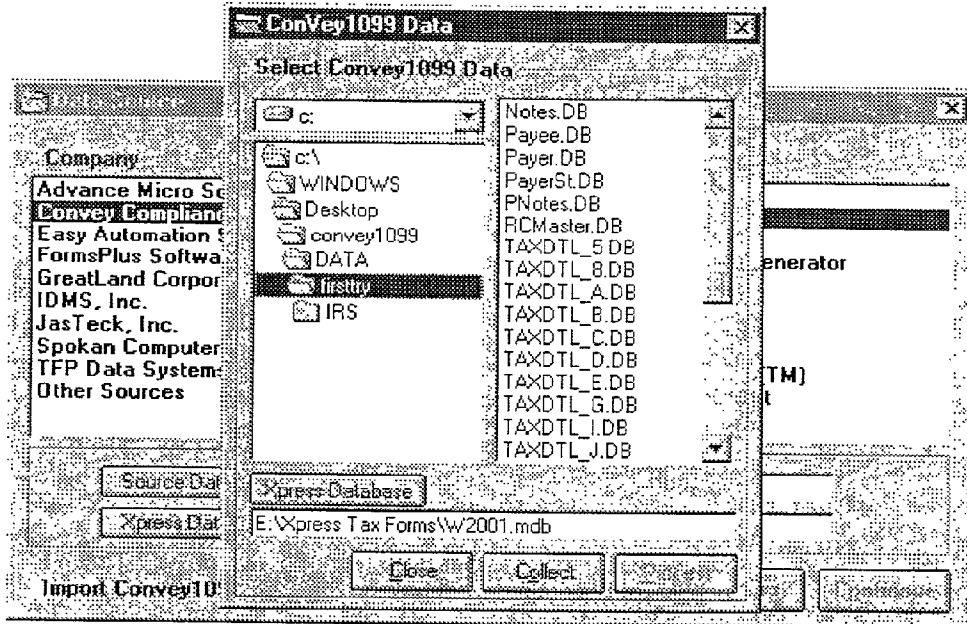 ConVey1099 Data
Select Convey1099 Data
c:
c:\
WINDOWS
Desktop
convey1099
DATA
firsttry
IRS
Notes.DB
Payee.DB
Payer.DB
PayerSt.DB
PNotes.DB
RCMaster.DB
TAXDTL_5.DB
TAXDTL_8.DB
TAXDTL_A.DB
TAXDTL_B.DB
TAXDTL_C.DB
TAXDTL_D.DB
TAXDTL_E.DB
TAXDTL_G.DB
TAXDTL_I.DB
TAXDTL_J.DB
Xpress Database
E:\Xpress Tax Forms\W2001.mdb
Close
Collect
Data Source
Company
Advance Micro So
Convey Complianc
Easy Automation S
FormsPlus Softwa
GreatLand Corpor
IDMS, Inc.
JasTeck, Inc.
Spokan Computer
TFP Data System
Other Sources
enerator
TM)
t
Source Dat
Xpress Dat
Import Convey10
Continue